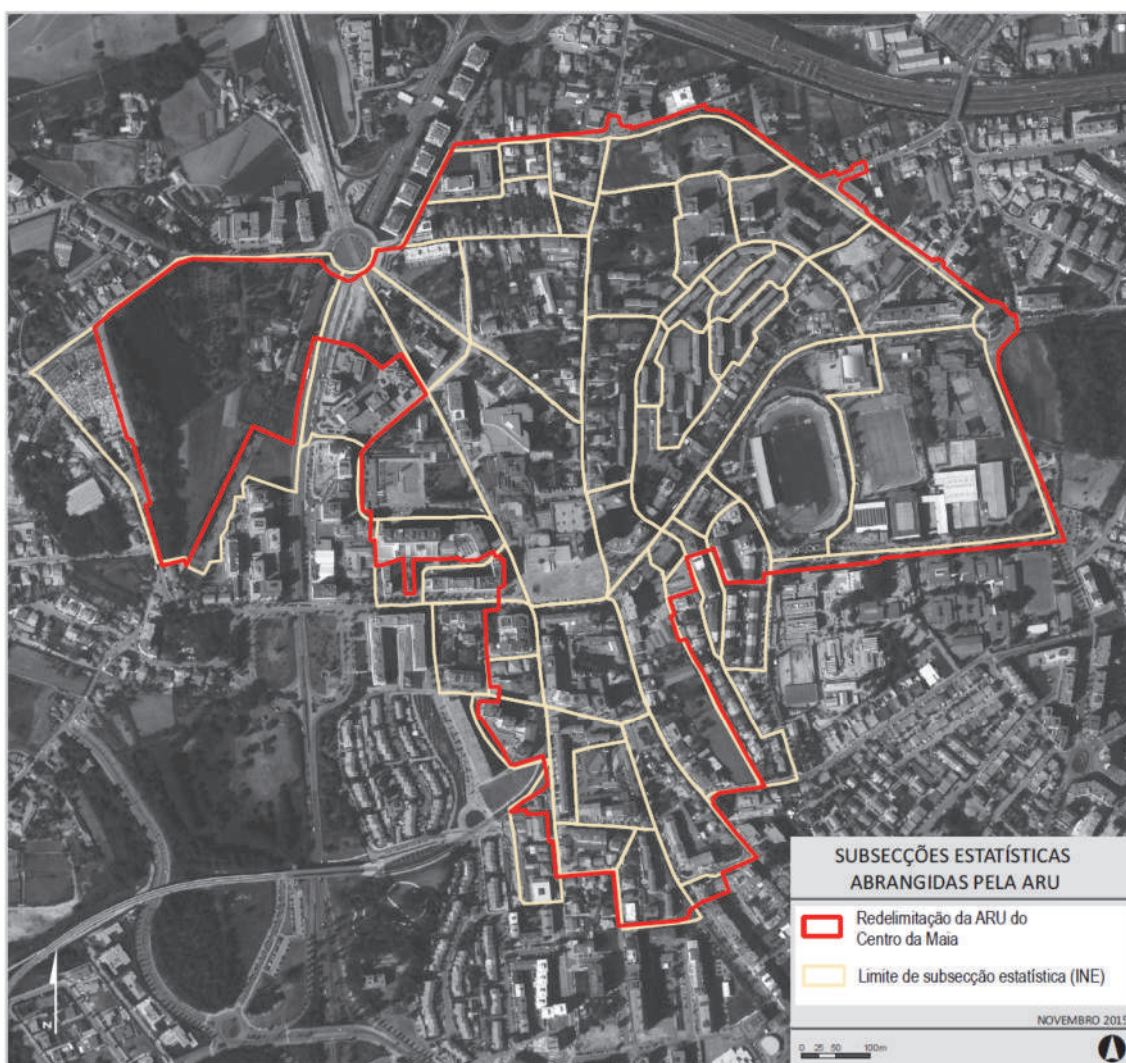 SUBSECÇÕES ESTATÍSTICAS
ABRANGIDAS PELA ARU
Redelimitação da ARU do
Centro da Maia
Limite de subsecção estatística (INE)
NOVEMBRO 2015
0 25 50 100m
N